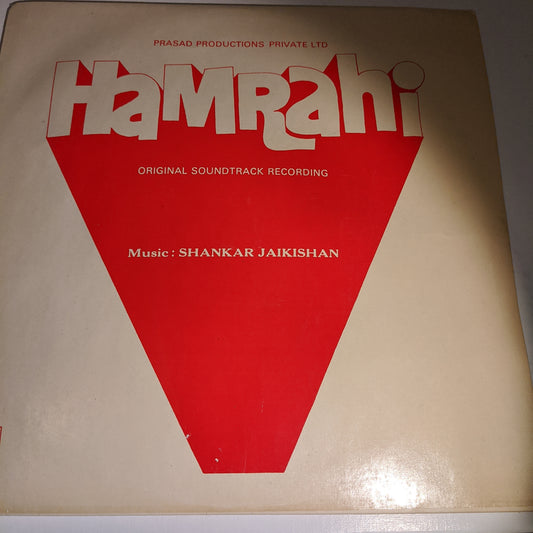 PRASAD PRODUCTIONS PRIVATE LTD
HaMRahi
ORIGINAL SOUNDTRACK RECORDING
Music : SHANKAR JAIKISHAN